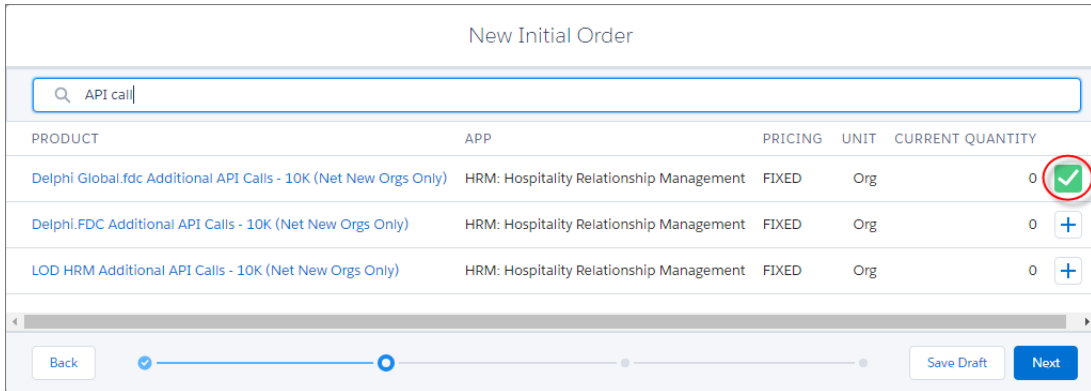 New Initial Order
API call
PRODUCT APP PRICING UNIT CURRENT QUANTITY
Delphi Global.fdc Additional API Calls - 10K (Net New Orgs Only) HRM: Hospitality Relationship Management FIXED Org 0
Delphi.FDC Additional API Calls - 10K (Net New Orgs Only) HRM: Hospitality Relationship Management FIXED Org 0
LOD HRM Additional API Calls - 10K (Net New Orgs Only) HRM: Hospitality Relationship Management FIXED Org 0
Back Save Draft Next